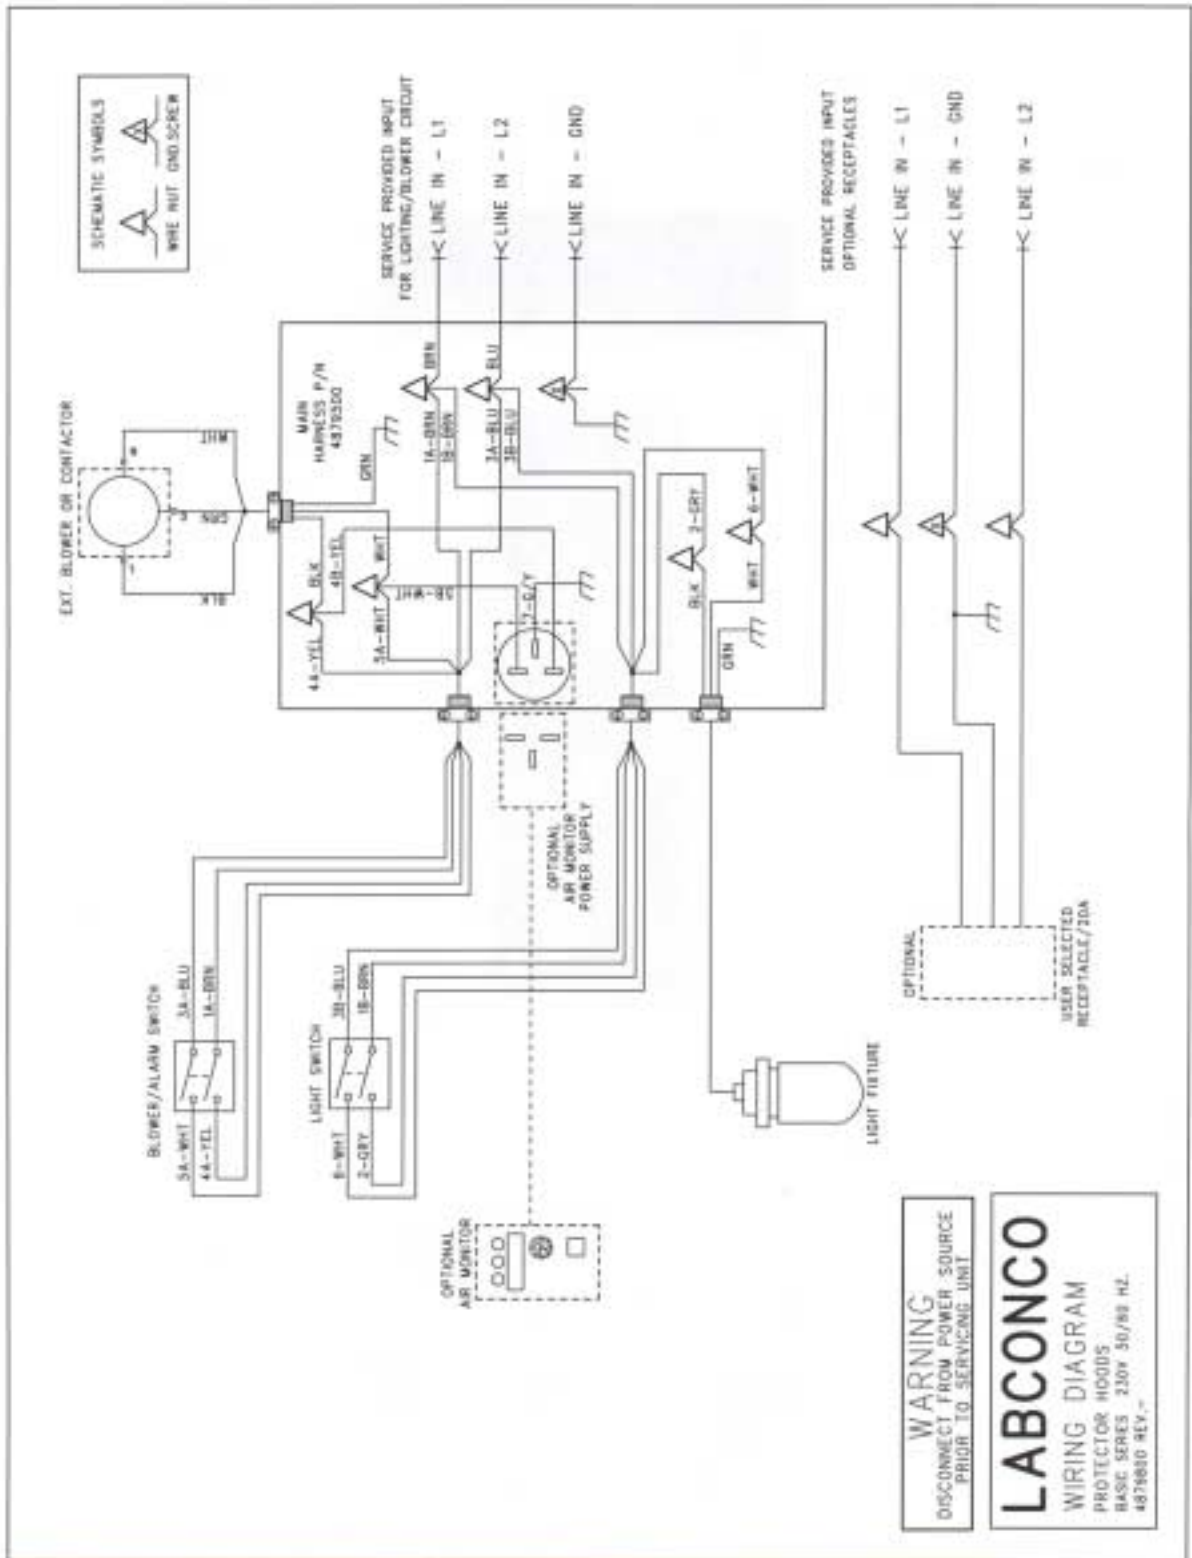 SCHEMATIC SYMBOLS
WIRE NUT GND.SCREW
EXT. BLOWER OR CONTACTOR
WHT
GRN
BLK
MAIN
HARNESS P/N
4879300
GRN
SERVICE PROVIDED INPUT
FOR LIGHTING/BLOWER CIRCUIT
LINE IN - L1
LINE IN - L2
LINE IN - GND
1A-BRN
BRN
1B-BRN
3A-BLU
BLU
3B-BLU
4A-YEL
BLK
4B-YEL
5A-WHT
WHT
7-G/Y
BLK
2-GRY
WHT
6-WHT
GRN
SERVICE PROVIDED INPUT
OPTIONAL RECEPTACLES
LINE IN - L1
LINE IN - GND
LINE IN - L2
BLOWER/ALARM SWITCH
5A-WHT
3A-BLU
4A-YEL
1A-BRN
LIGHT SWITCH
3B-BLU
2-GRY
1B-BRN
OPTIONAL
AIR MONITOR
POWER SUPPLY
OPTIONAL
AIR MONITOR
LIGHT FIXTURE
OPTIONAL
USER SELECTED
RECEPTACLE/20A
WARNING
DISCONNECT FROM POWER SOURCE
PRIOR TO SERVICING UNIT
LABCONCO
WIRING DIAGRAM
PROTECTOR HOODS
BASIC SERIES 230V HZ.
REV.-